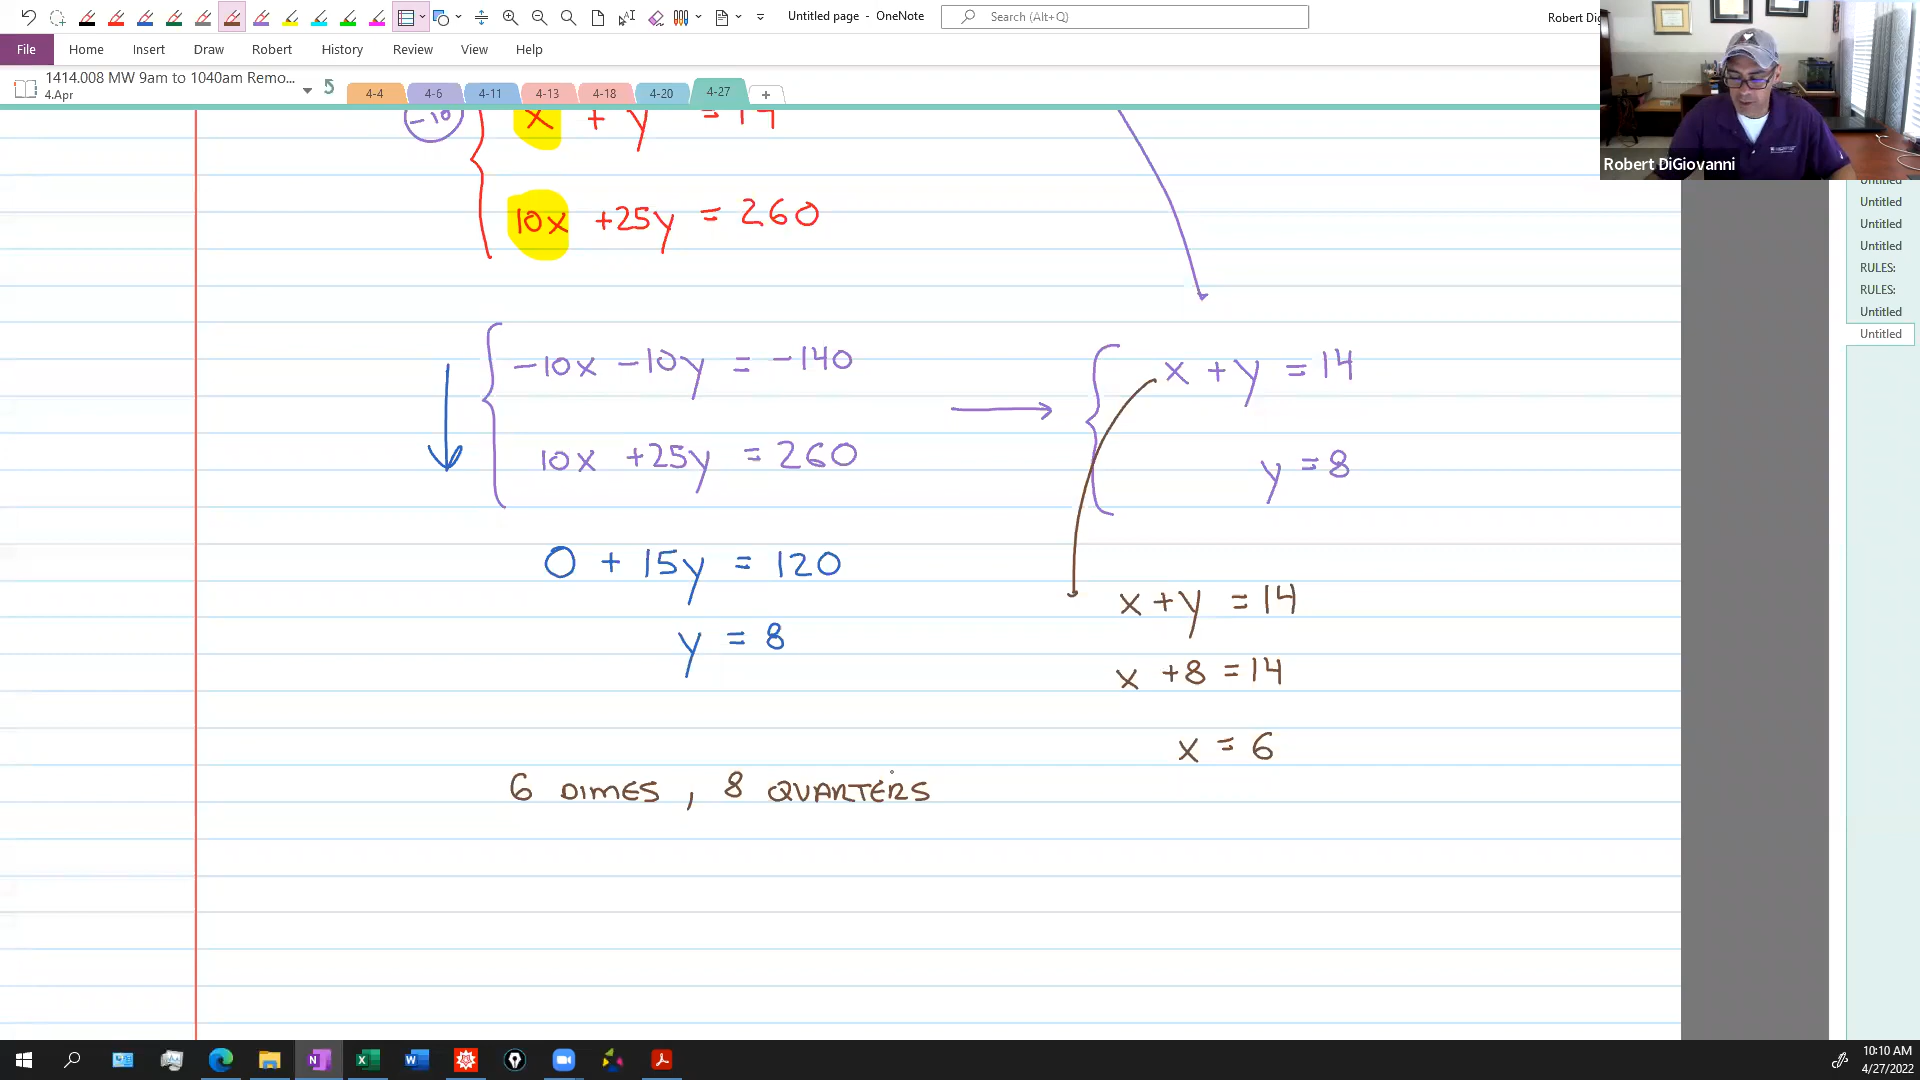 Untitled page - OneNote
Search (Alt+Q)
Robert Di
File Home Insert Draw Robert History Review View Help
1414.008 MW 9am to 1040am Remo...
4.Apr
4-4 4-6 4-11 4-13 4-18 4-20 4-27 +
Robert DiGiovanni
-10
x + y = 14
10x +25y = 260
-10x -10y = -140
10x +25y = 260
0 + 15y = 120
y = 8
x + y = 14
y = 8
x + y = 14
x + 8 = 14
x = 6
6 DIMES , 8 QUARTERS
Untitled
Untitled
Untitled
Untitled
RULES:
RULES:
Untitled
Untitled
10:10 AM
4/27/2022